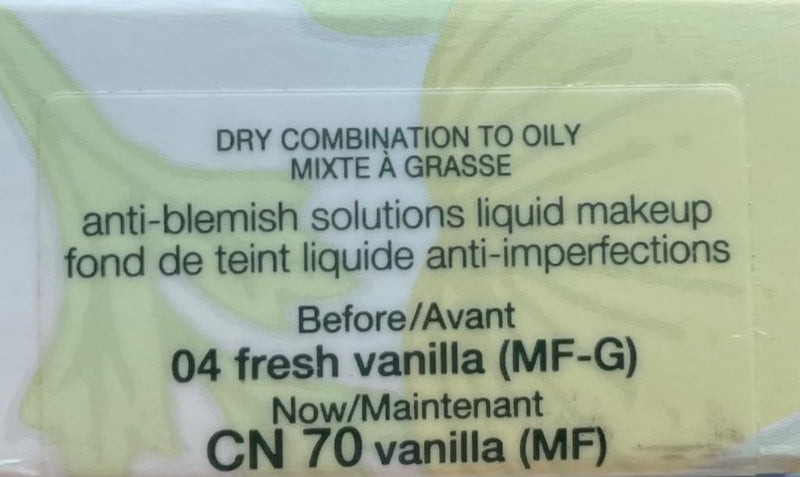 DRY COMBINATION TO OILY
MIXTE À GRASSE
anti-blemish solutions liquid makeup
fond de teint liquide anti-imperfections
Before/Avant
04 fresh vanilla (MF-G)
Now/Maintenant
CN 70 vanilla (MF)